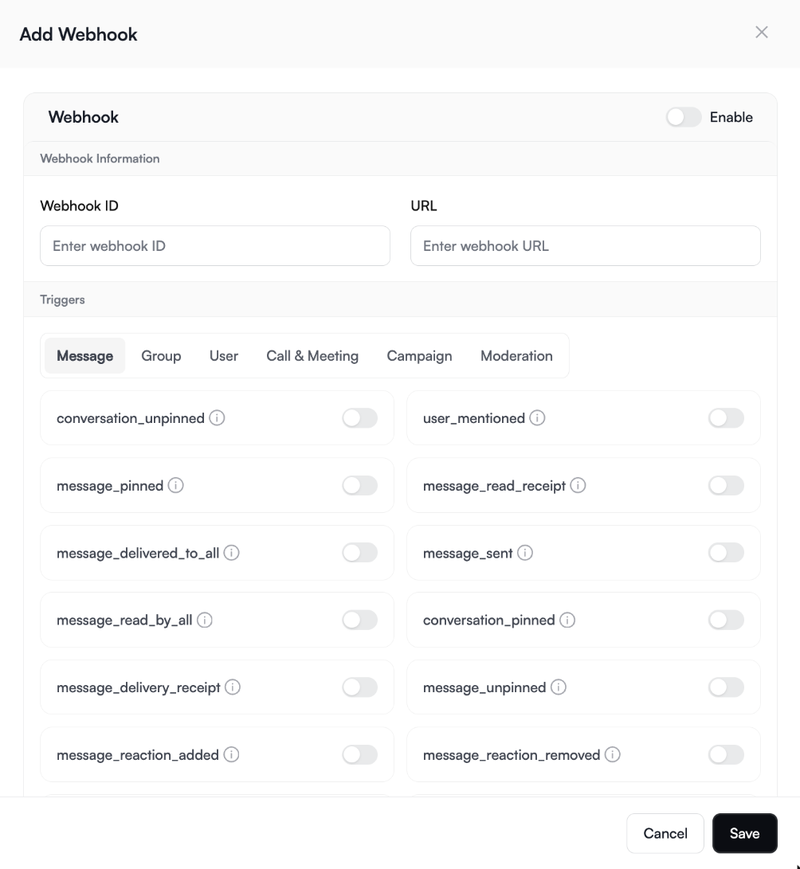 Add Webhook
Webhook
Enable
Webhook Information
Webhook ID
URL
Enter webhook ID
Enter webhook URL
Triggers
Message Group User Call & Meeting Campaign Moderation
conversation_unpinned
user_mentioned
message_pinned
message_read_receipt
message_delivered_to_all
message_sent
message_read_by_all
conversation_pinned
message_delivery_receipt
message_unpinned
message_reaction_added
message_reaction_removed
Cancel
Save